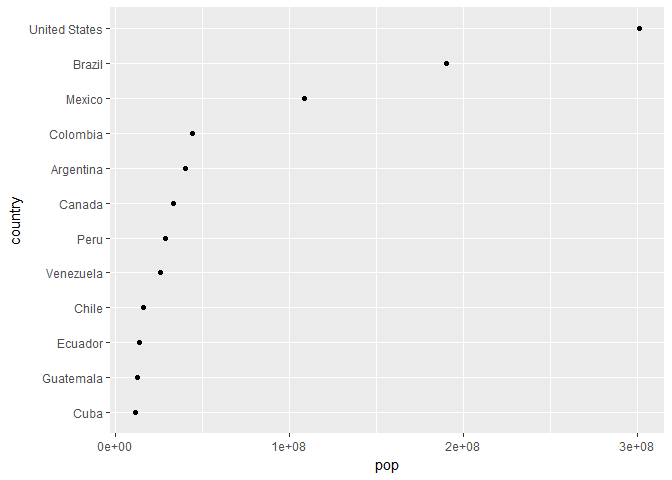 United States
Brazil
Mexico
Colombia
Argentina
Canada
Peru
Venezuela
Chile
Ecuador
Guatemala
Cuba
country
0e+00 1e+08 2e+08 3e+08
pop